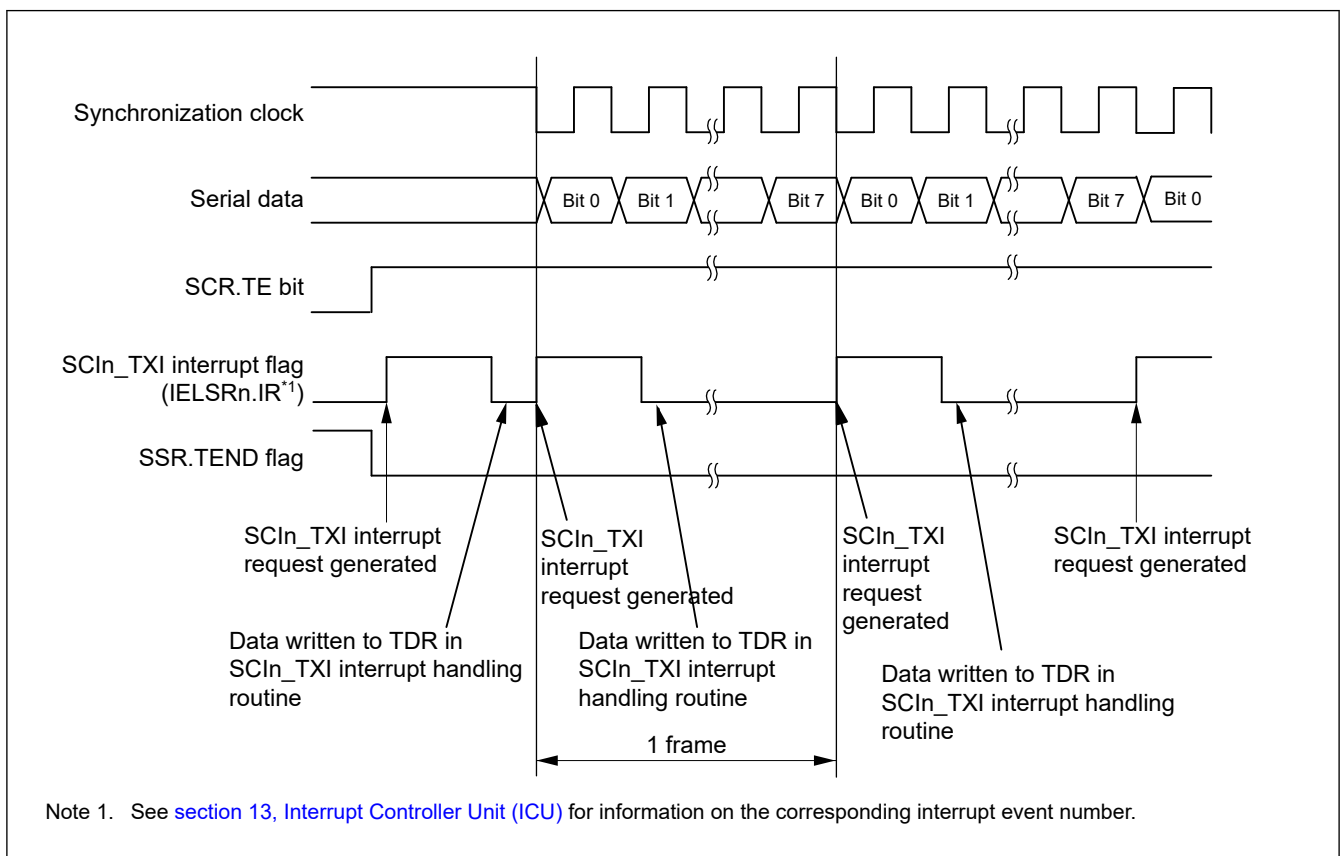 Synchronization clock
Serial data
Bit 0 Bit 1 Bit 7 Bit 0 Bit 1 Bit 7 Bit 0
SCR.TE bit
SCIn_TXI interrupt flag
(IELSRn.IR*1)
SSR.TEND flag
SCIn_TXI interrupt
request generated
SCIn_TXI
interrupt
request generated
SCIn_TXI
interrupt
request
generated
SCIn_TXI interrupt
request generated
Data written to TDR in
SCIn_TXI interrupt handling
routine
Data written to TDR in
SCIn_TXI interrupt
handling routine
Data written to TDR in
SCIn_TXI interrupt handling
routine
1 frame
Note 1. See section 13, Interrupt Controller Unit (ICU) for information on the corresponding interrupt event number.